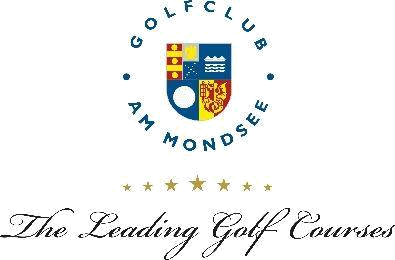 GOLFCLUB
AM MONDSEE
The Leading Golf Courses